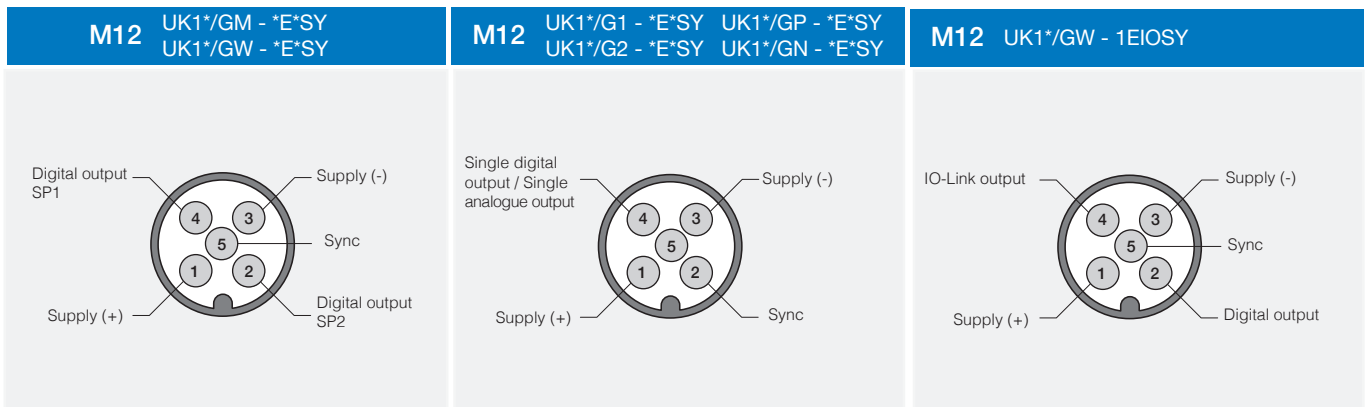 M12 UK1*/GM - *E*SY
UK1*/GW - *E*SY
Digital output
SP1
Supply (-)
4
3
5
Sync
1
2
Supply (+)
Digital output
SP2
M12 UK1*/G1 - *E*SY UK1*/GP - *E*SY
UK1*/G2 - *E*SY UK1*/GN - *E*SY
Single digital
output / Single
analogue output
Supply (-)
4
3
5
1
2
Supply (+)
Sync
M12 UK1*/GW - 1EIOSY
IO-Link output
Supply (-)
4
3
5
Sync
1
2
Supply (+)
Digital output